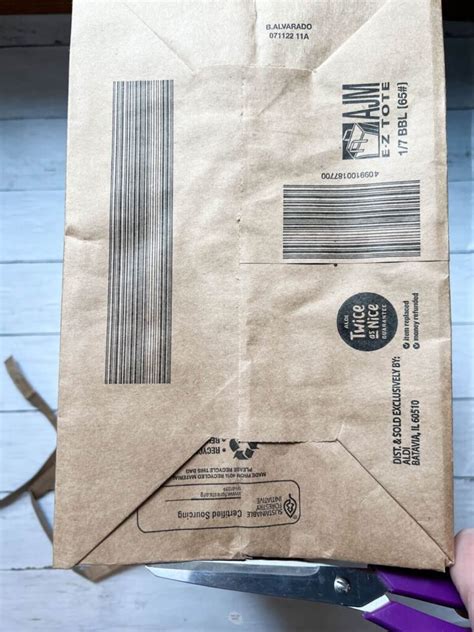 B.ALVARADO
071122 11A
AJM
E-Z TOTE
1/7 BBL (65#)
4099100187700
ALDI
Twice
as Nice
GUARANTEE
item replaced
money refunded
DIST. & SOLD EXCLUSIVELY BY:
ALDI
BATAVIA, IL 60510
MADE FROM 40% RECYCLED MATERIAL
PLEASE RECYCLE THIS BAG
SUSTAINABLE
FORESTRY
INITIATIVE
Certified Sourcing